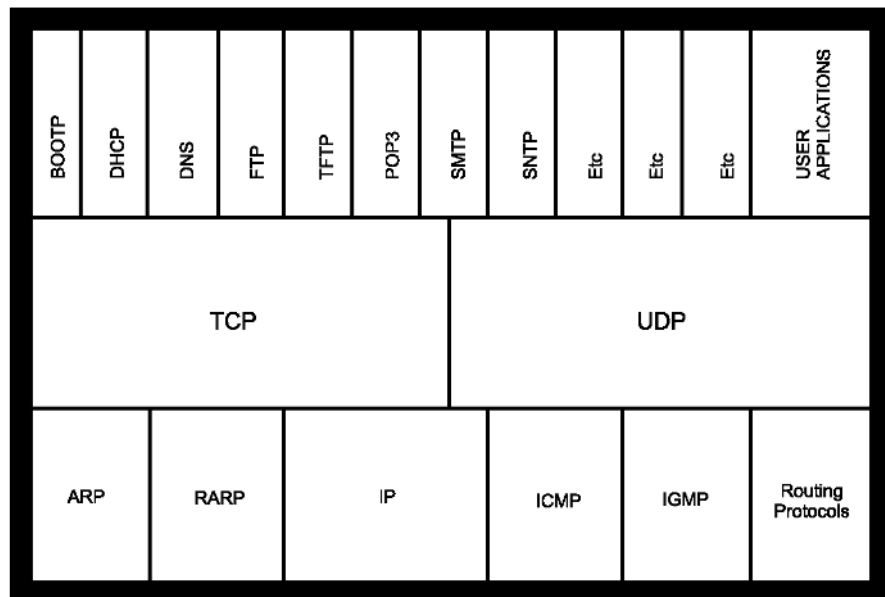 BOOTP
DHCP
DNS
FTP
TFTP
POP3
SMTP
SNTP
Etc
Etc
Etc
USER
APPLICATIONS
TCP
UDP
ARP
RARP
IP
ICMP
IGMP
Routing
Protocols